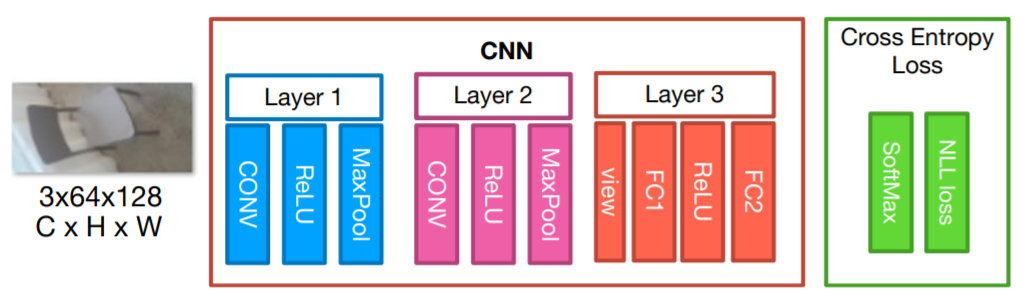 CNN
Cross Entropy
Loss
Layer 1
Layer 2
Layer 3
CONV
ReLU
MaxPool
CONV
ReLU
MaxPool
view
FC1
ReLU
FC2
SoftMax
NLL loss
3x64x128
C x H x W